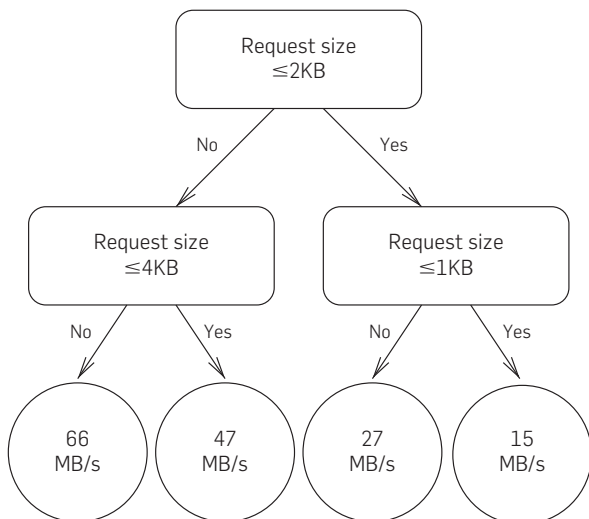 Request size
≤2KB
No
Yes
Request size
≤4KB
Request size
≤1KB
No
Yes
No
Yes
66
MB/s
47
MB/s
27
MB/s
15
MB/s